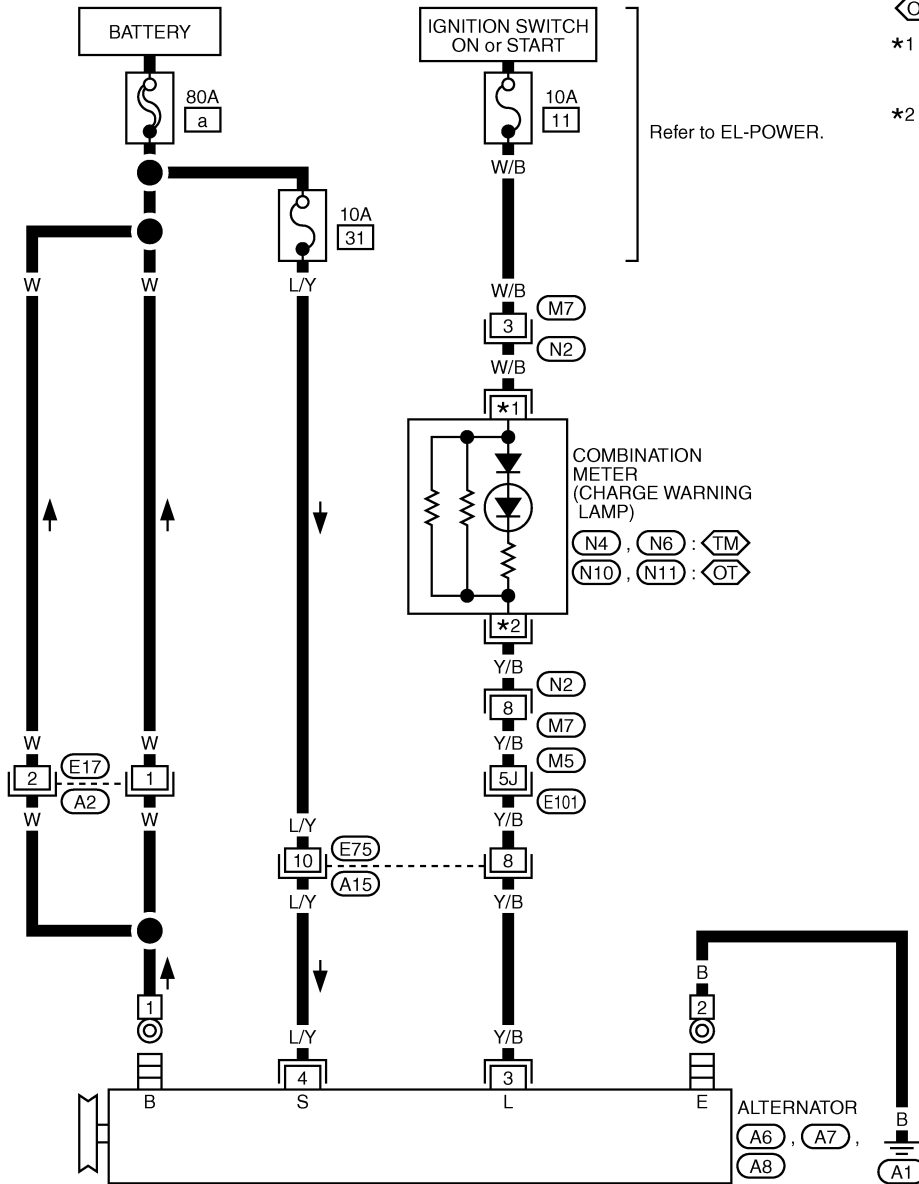 BATTERY
IGNITION SWITCH
ON or START
*1
80A
a
10A
11
*2
Refer to EL-POWER.
W/B
10A
31
W
W
L/Y
W/B
M7
3
N2
W/B
*1
COMBINATION
METER
(CHARGE WARNING
LAMP)
N4 , N6 : TM
N10 , N11 : OT
*2
Y/B
N2
8
M7
W
W
Y/B
M5
2
E17
1
5J
A2
E101
W
W
L/Y
Y/B
10
E75
8
A15
L/Y
Y/B
B
1
2
L/Y
Y/B
4
3
B
S
L
E
ALTERNATOR
B
A6 , A7 ,
A8
A1